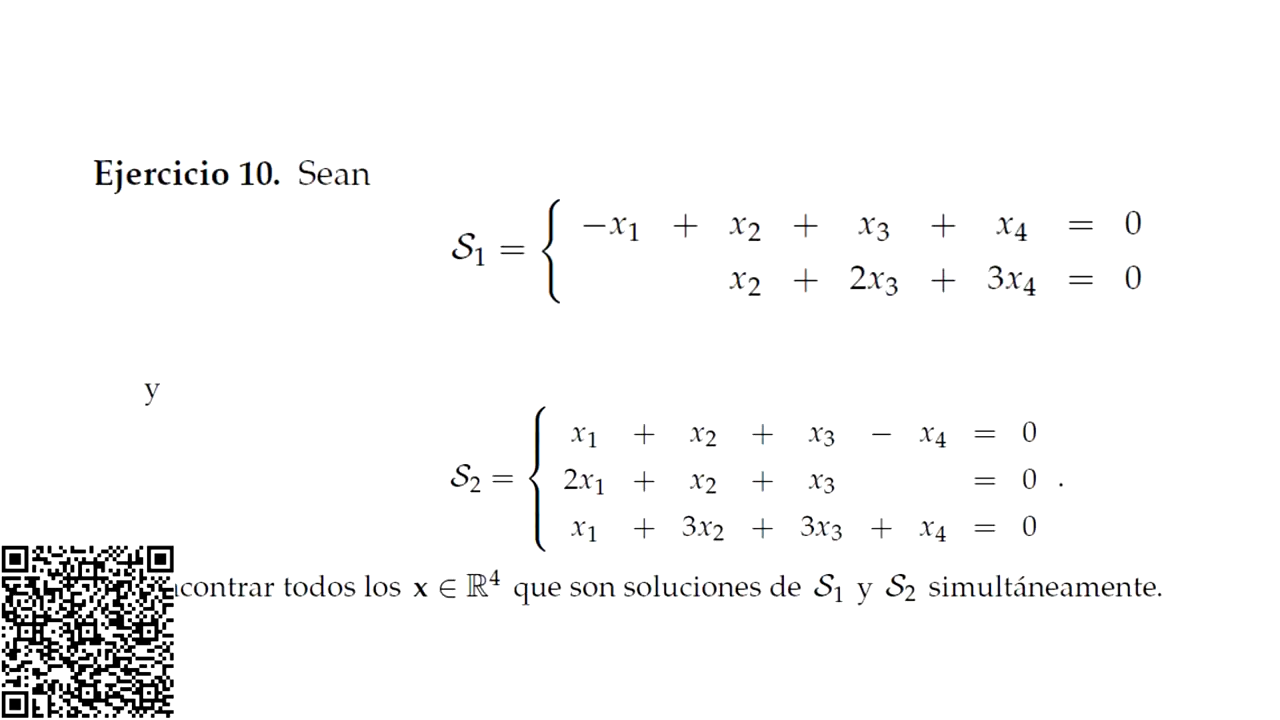 Ejercicio 10. Sean
S₁ = { −x₁ + x₂ + x₃ + x₄ = 0
x₂ + 2x₃ + 3x₄ = 0
y
S₂ = { x₁ + x₂ + x₃ − x₄ = 0
2x₁ + x₂ + x₃ = 0 .
x₁ + 3x₂ + 3x₃ + x₄ = 0
todos los x ∈ ℝ⁴ que son soluciones de S₁ y S₂ simultáneamente.